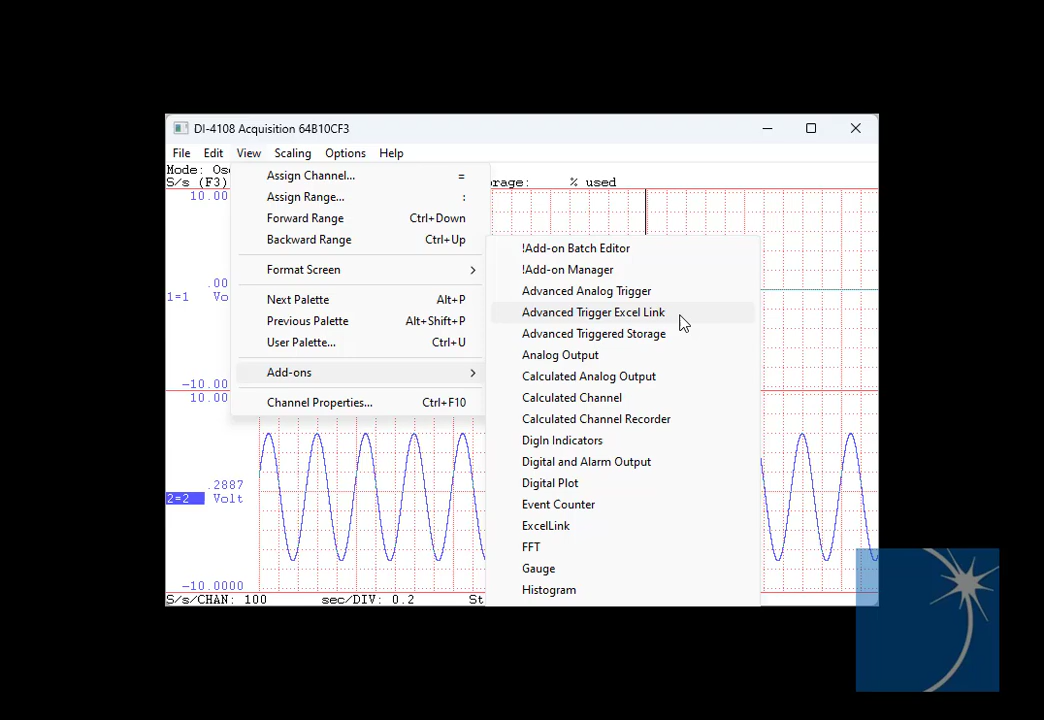 DI-4108 Acquisition 64B10CF3
File Edit View Scaling Options Help
Mode: Osc
S/s (F3)
orage: % used
Assign Channel... =
Assign Range... :
Forward Range Ctrl+Down
Backward Range Ctrl+Up
Format Screen
Next Palette Alt+P
Previous Palette Alt+Shift+P
User Palette... Ctrl+U
Add-ons
Channel Properties... Ctrl+F10
!Add-on Batch Editor
!Add-on Manager
Advanced Analog Trigger
Advanced Trigger Excel Link
Advanced Triggered Storage
Analog Output
Calculated Analog Output
Calculated Channel
Calculated Channel Recorder
DigIn Indicators
Digital and Alarm Output
Digital Plot
Event Counter
ExcelLink
FFT
Gauge
Histogram
10.00
.00
1=1 Vo
-10.00
10.00
.2887
2=2 Volt
-10.0000
S/s/CHAN: 100 sec/DIV: 0.2 St